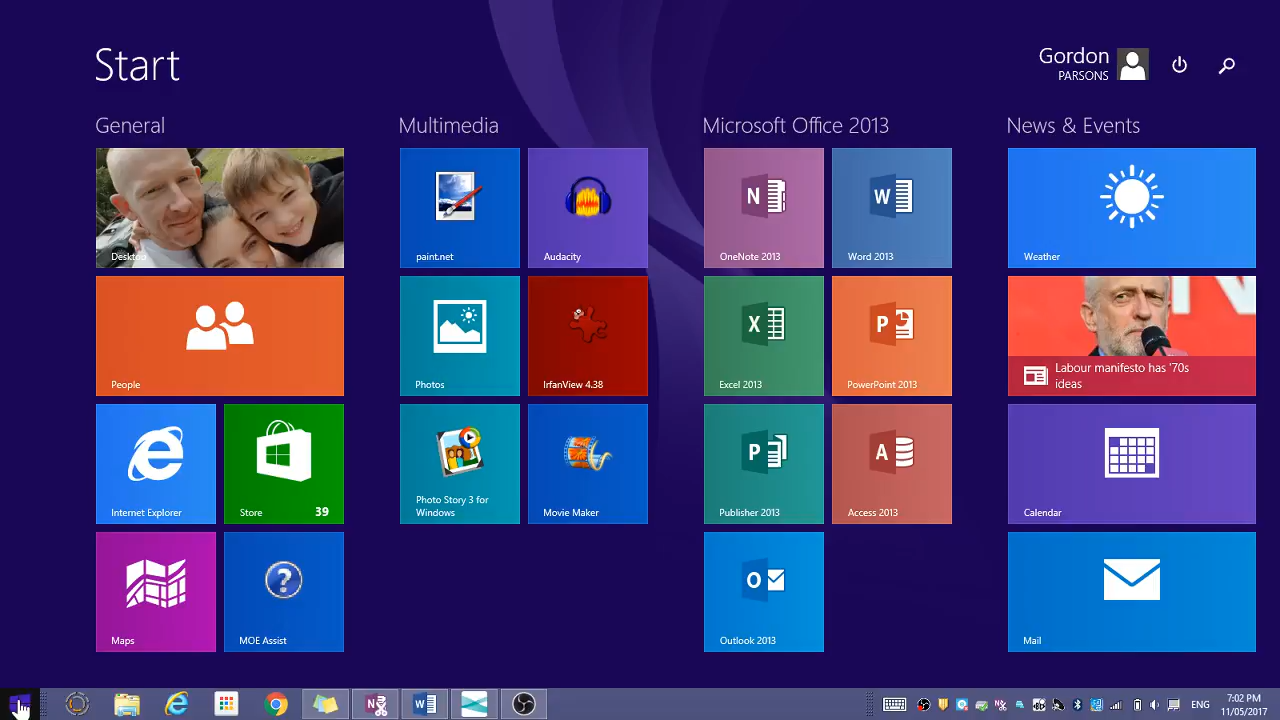 Start
Gordon
PARSONS
General
Multimedia
Microsoft Office 2013
News & Events
Desktop
paint.net
Audacity
N
OneNote 2013
W
Word 2013
Weather
People
Photos
IrfanView 4.38
X
Excel 2013
P
PowerPoint 2013
Labour manifesto has '70s
ideas
Internet Explorer
Store
39
Photo Story 3 for
Windows
Movie Maker
P
Publisher 2013
A
Access 2013
Calendar
Maps
?
MOE Assist
O
Outlook 2013
Mail
N
W
ENG
7:02 PM
11/05/2017